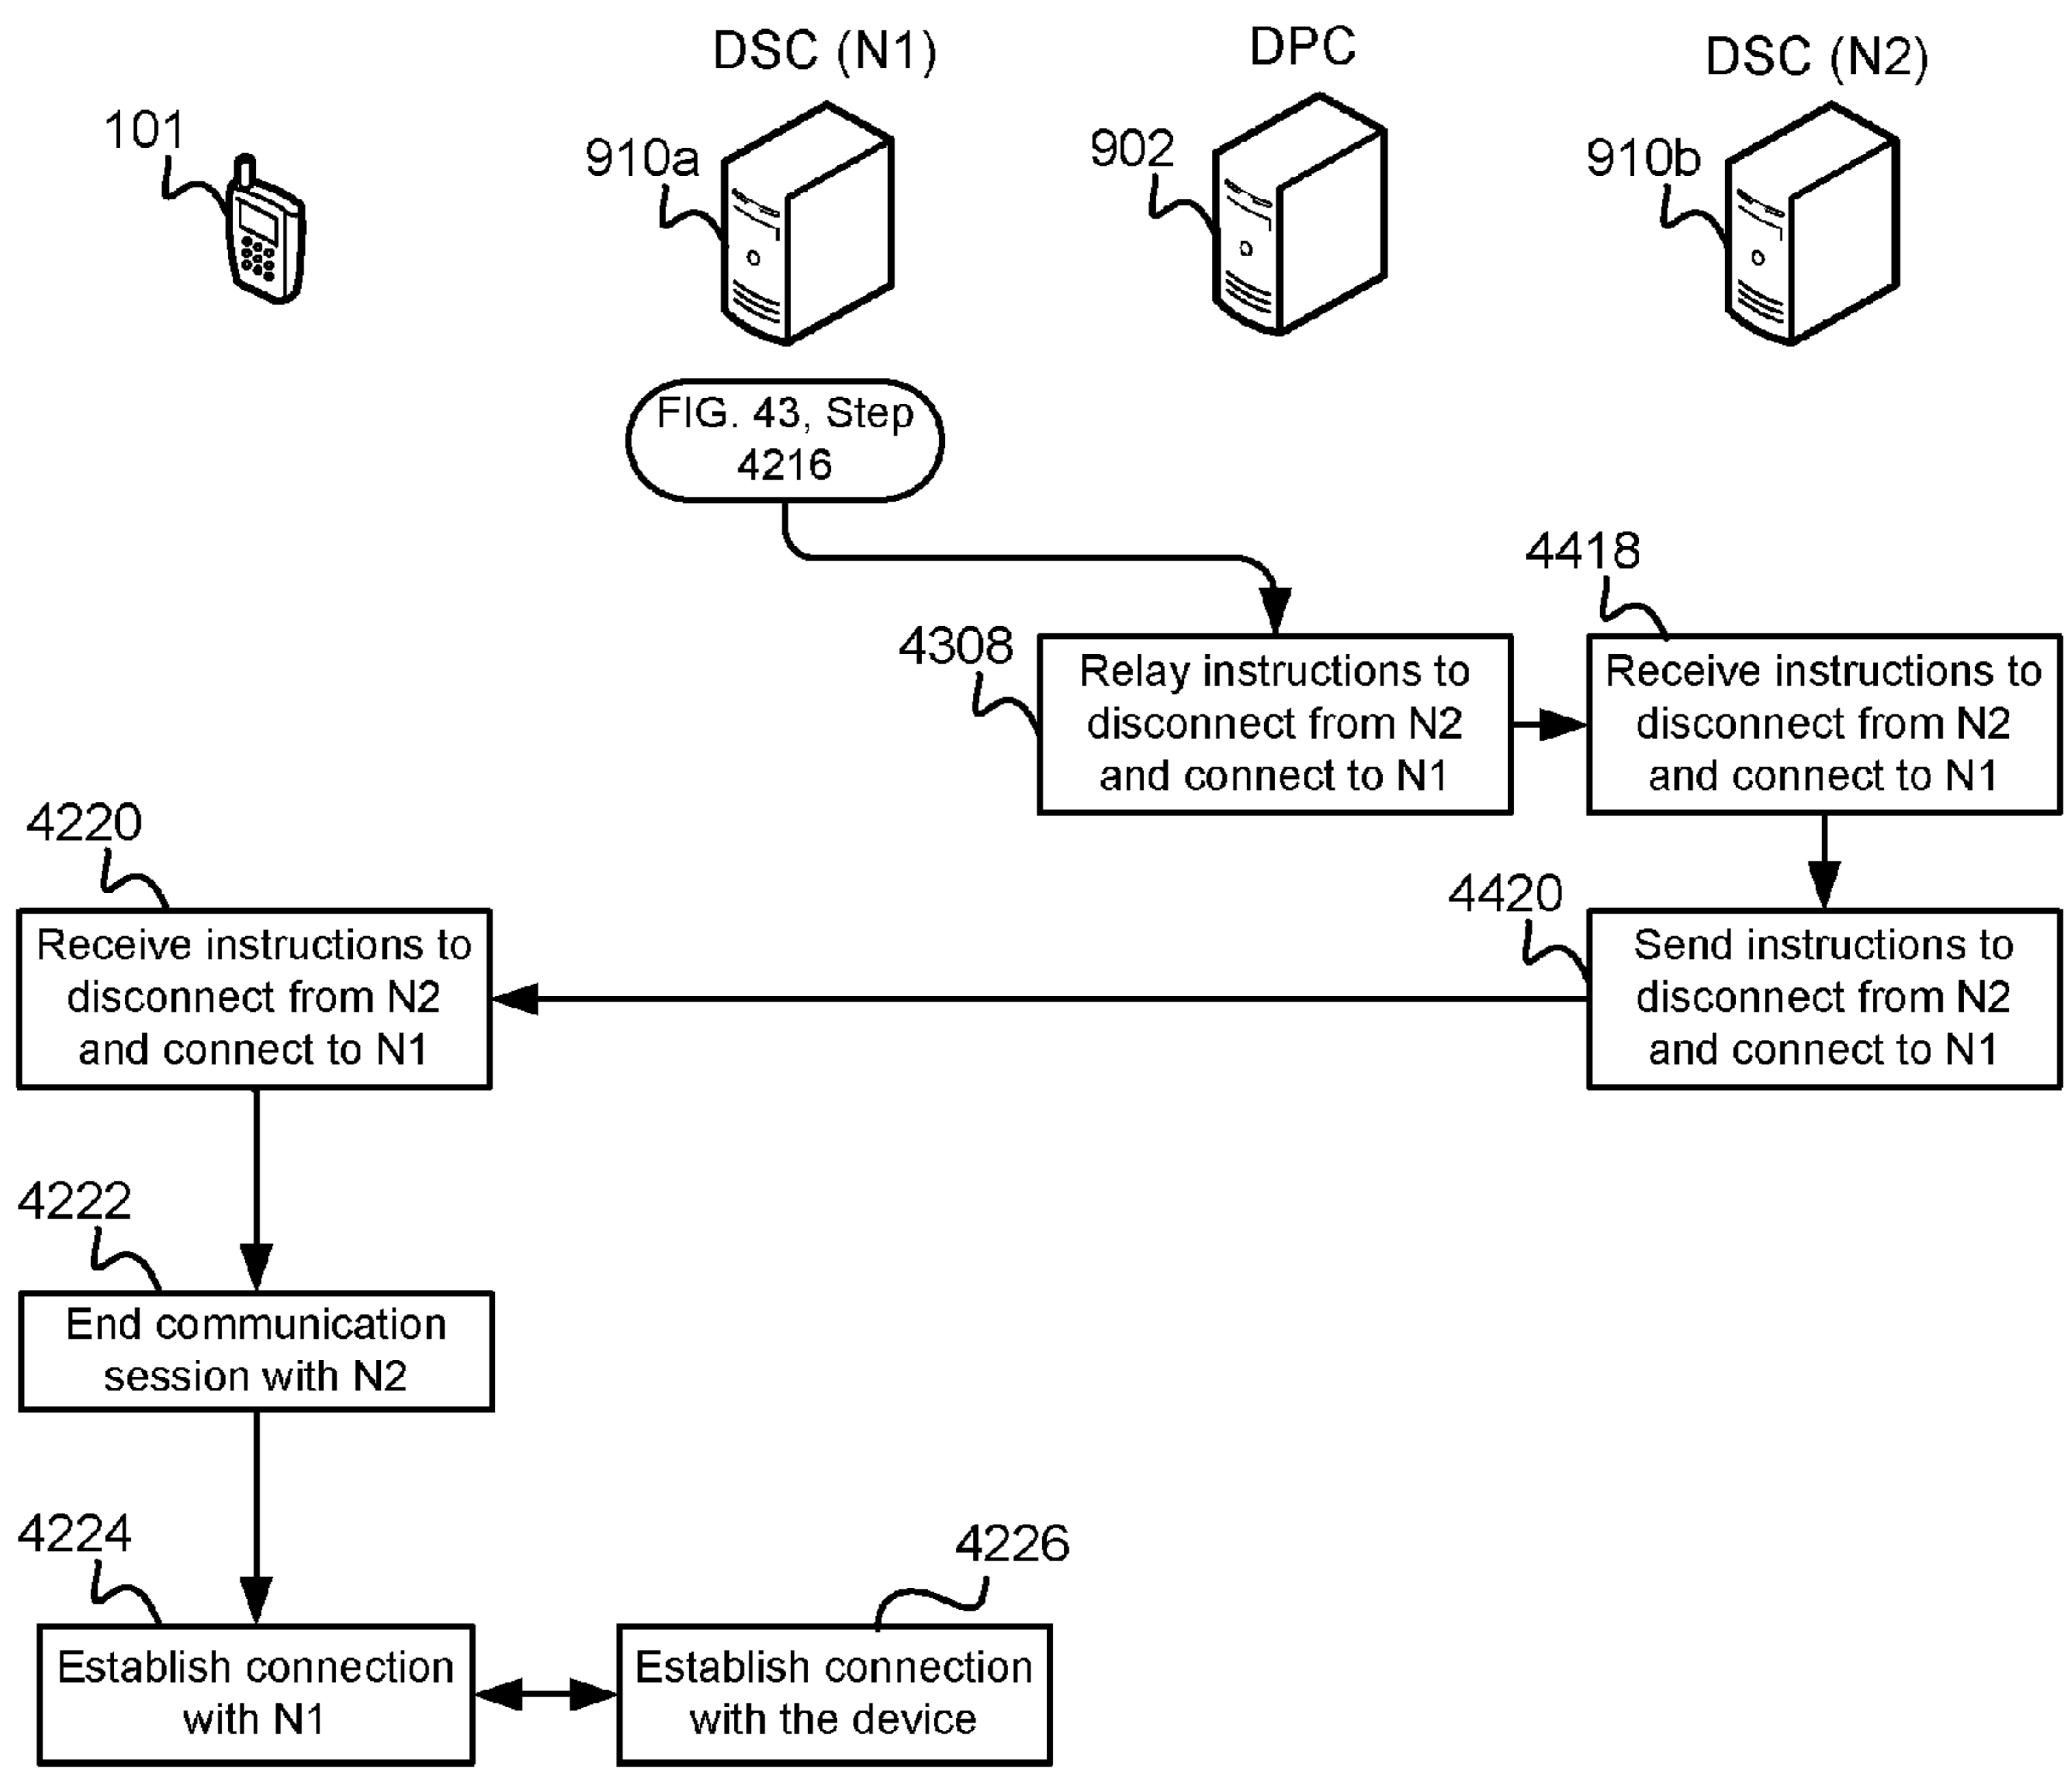 DSC (N1)
DPC
DSC (N2)
101
910a
902
910b
FIG. 43, Step
4216
4418
4308
Relay instructions to
disconnect from N2
and connect to N1
Receive instructions to
disconnect from N2
and connect to N1
4220
4420
Receive instructions to
disconnect from N2
and connect to N1
Send instructions to
disconnect from N2
and connect to N1
4222
End communication
session with N2
4224
4226
Establish connection
with N1
Establish connection
with the device